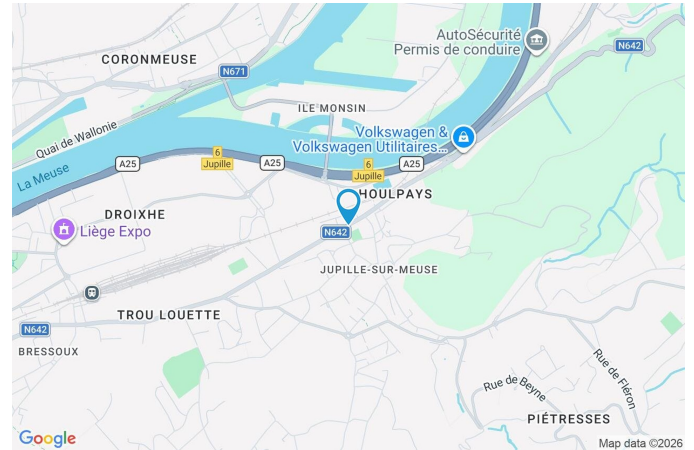 AutoSécurité
Permis de conduire
N642
CORONMEUSE
N671
ILE MONSIN
Quai de Wallonie
Volkswagen &
Volkswagen Utilitaires...
La Meuse
A25
6
Jupille
A25
6
Jupille
A25
HOULPAYS
DROIXHE
Liège Expo
N642
JUPILLE-SUR-MEUSE
TROU LOUETTE
N642
BRESSOUX
Rue de Beyne
Rue de Fléron
PIÉTRESSES
Google
Map data ©2026